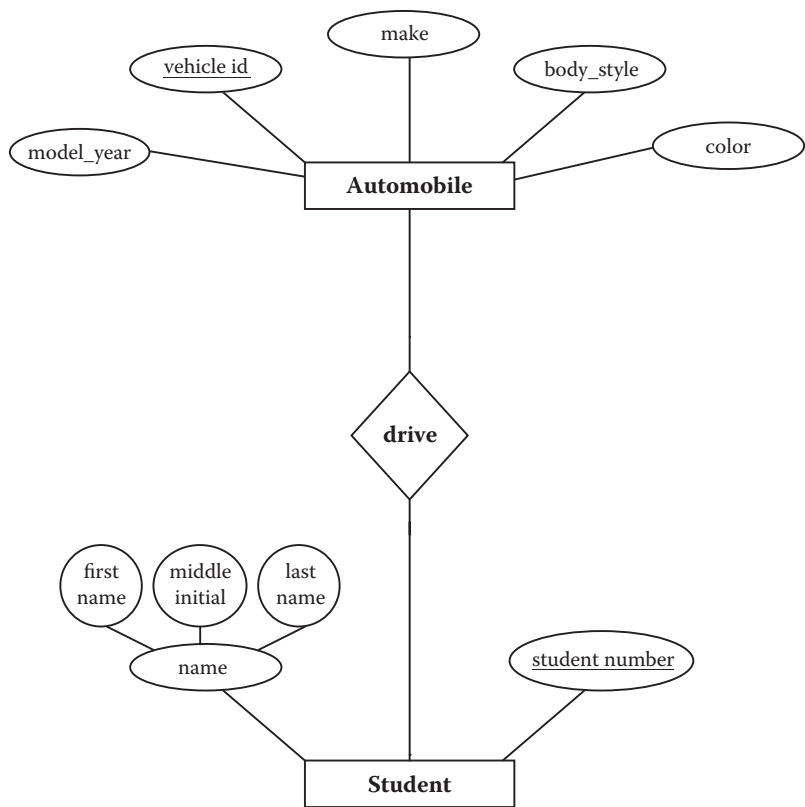 make
vehicle id
body_style
model_year
color
Automobile
drive
first
name
middle
initial
last
name
name
student number
Student